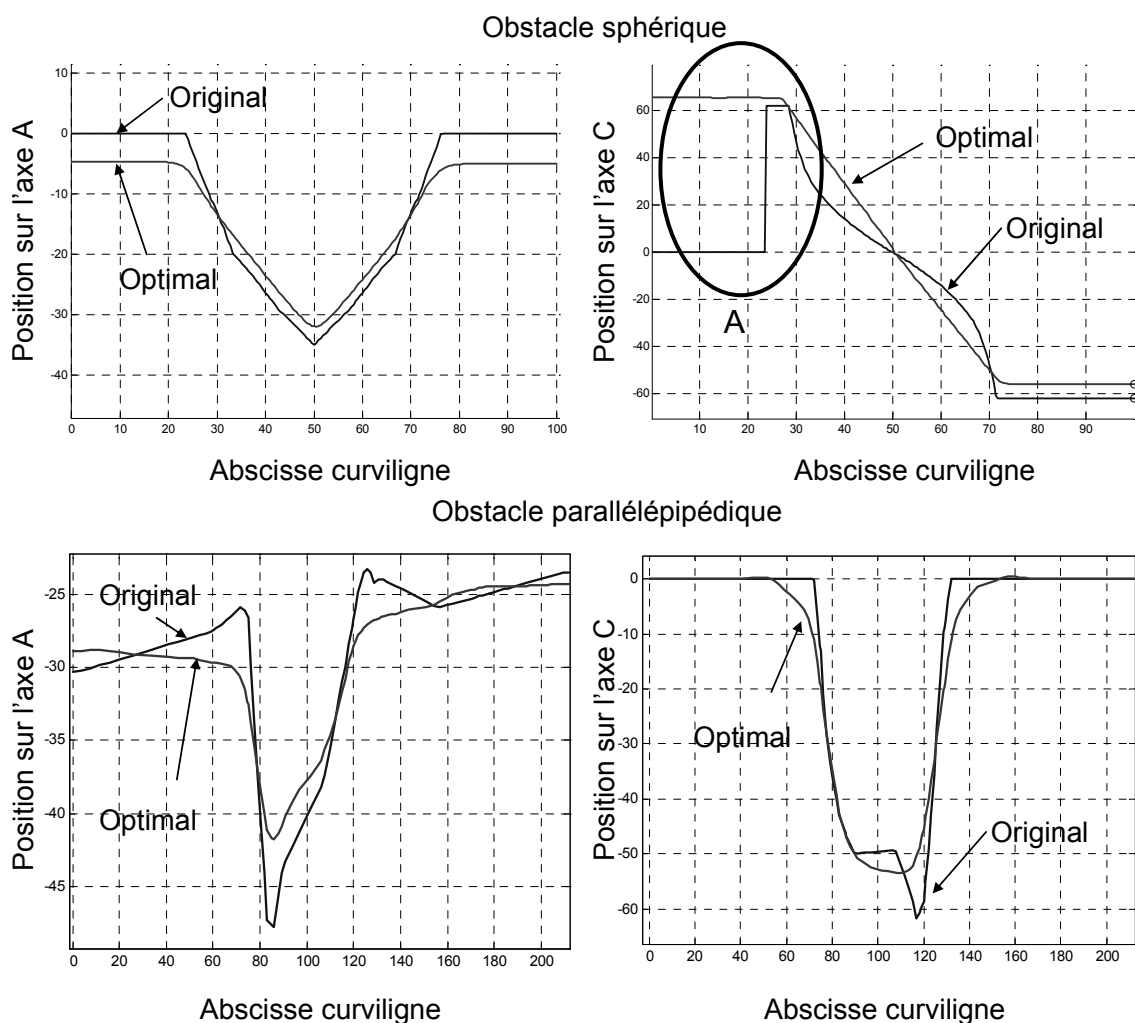 Obstacle sphérique
Position sur l'axe A
10
0
-10
-20
-30
-40
Original
Optimal
0 10 20 30 40 50 60 70 80 90 100
Abscisse curviligne
Position sur l'axe C
60
40
20
0
-20
-40
-60
Optimal
Original
A
10 20 30 40 50 60 70 80 90
Abscisse curviligne
Obstacle parallélépipédique
Position sur l'axe A
-25
-30
-35
-40
-45
Original
Optimal
0 20 40 60 80 100 120 140 160 180 200
Abscisse curviligne
Position sur l'axe C
0
-10
-20
-30
-40
-50
-60
Optimal
Original
0 20 40 60 80 100 120 140 160 180 200
Abscisse curviligne